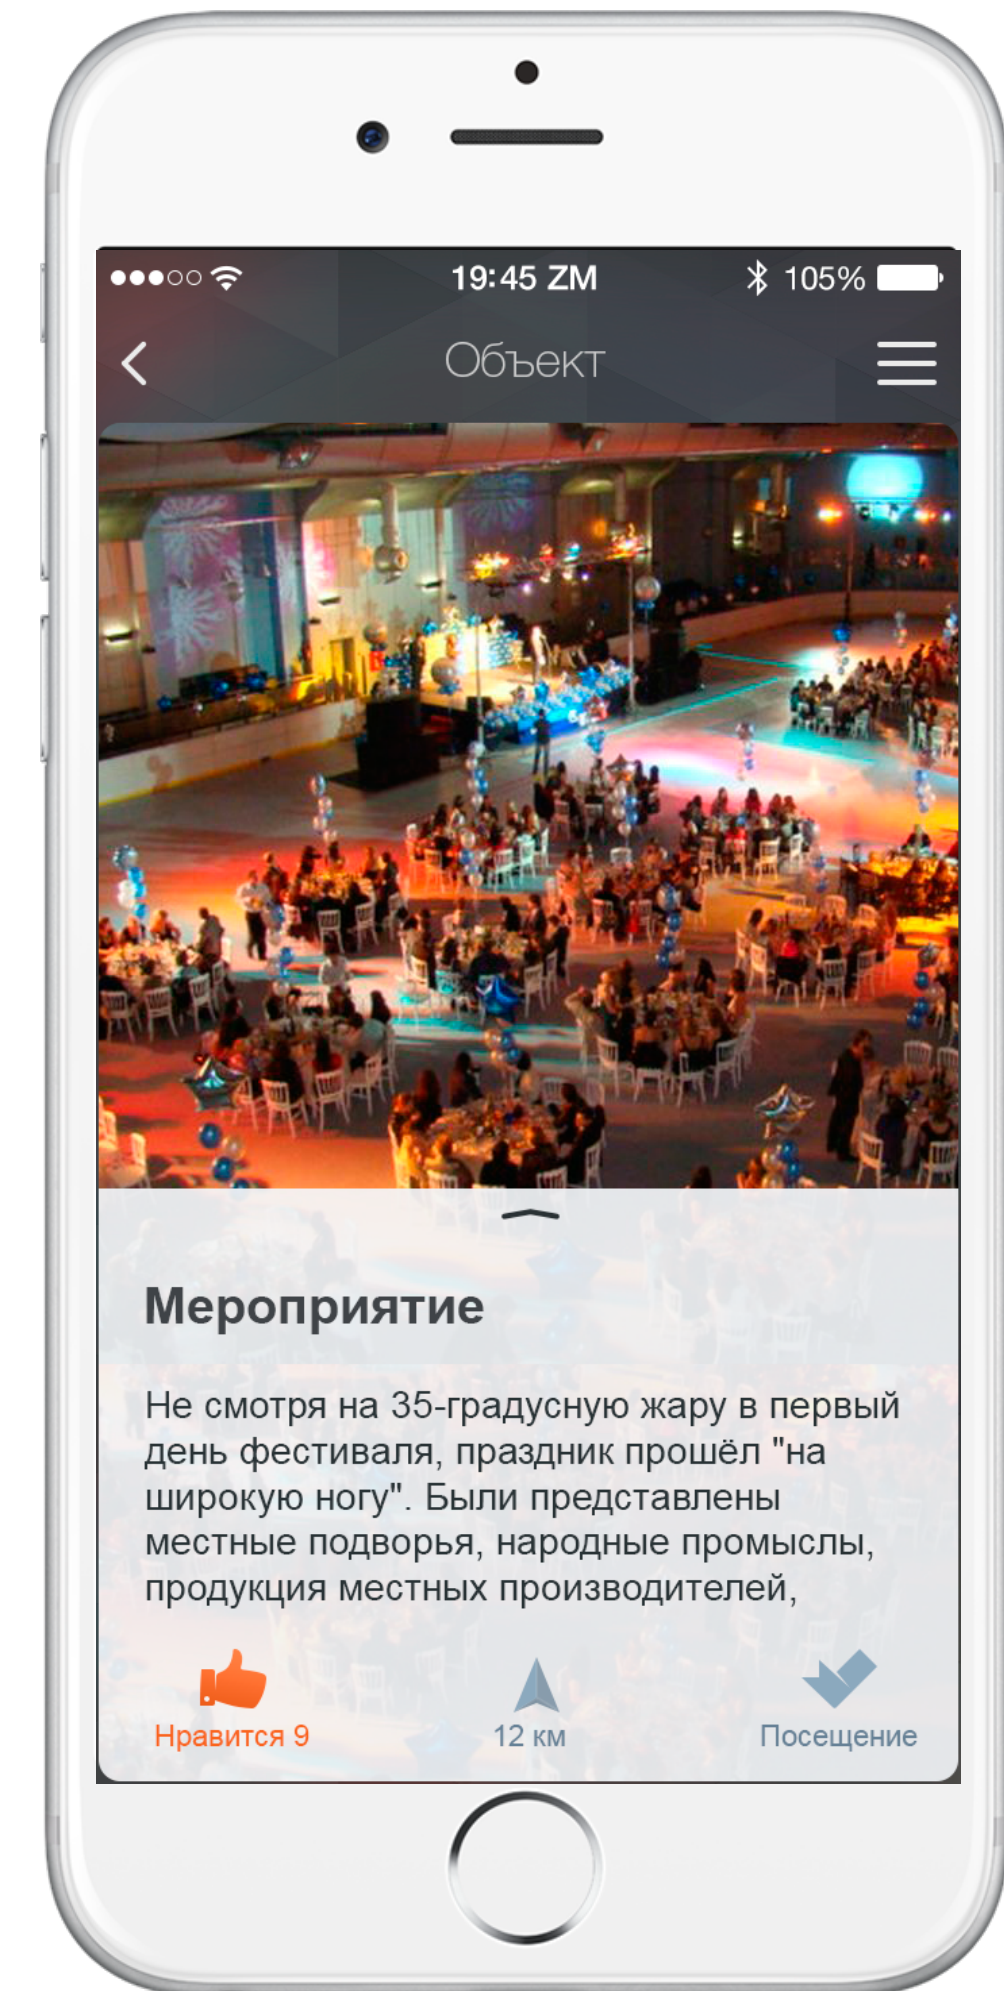 19:45 ZM
105%
Объект
Мероприятие
Не смотря на 35-градусную жару в первый
день фестиваля, праздник прошёл "на
широкую ногу". Были представлены
местные подворья, народные промыслы,
продукция местных производителей,
Нравится 9
12 км
Посещение